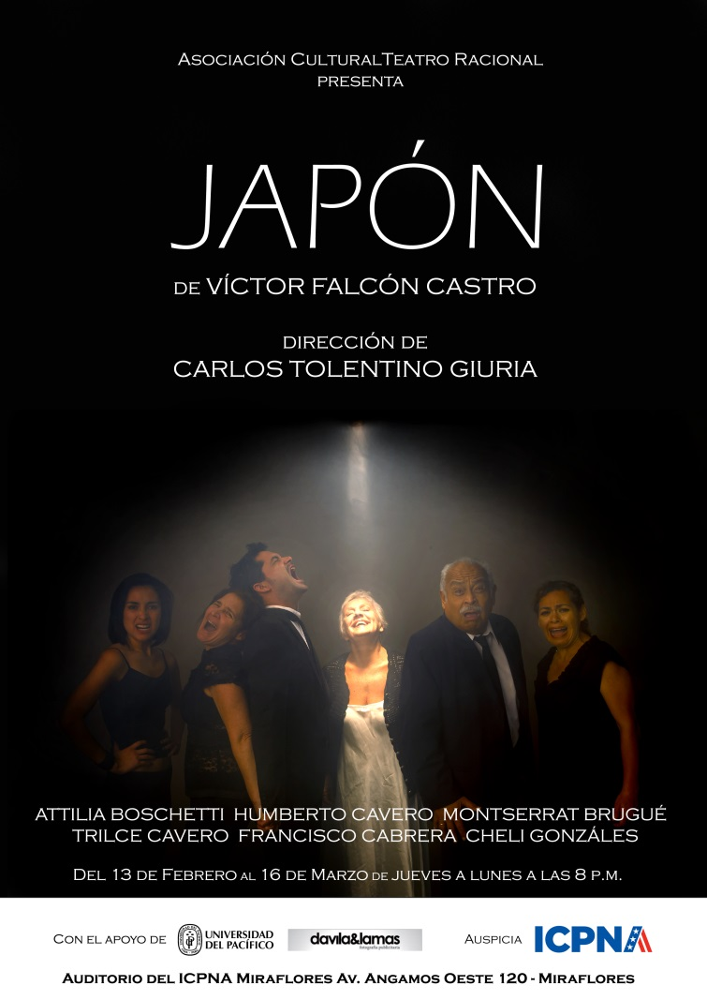 ASOCIACIÓN CULTURALTEATRO RACIONAL
PRESENTA
JAPÓN
DE VÍCTOR FALCÓN CASTRO
DIRECCIÓN DE
CARLOS TOLENTINO GIURIA
ATTILIA BOSCHETTI HUMBERTO CAVERO MONTSERRAT BRUGUÉ
TRILCE CAVERO FRANCISCO CABRERA CHELI GONZÁLES
DEL 13 DE FEBRERO AL 16 DE MARZO DE JUEVES A LUNES A LAS 8 P.M.
CON EL APOYO DE UNIVERSIDAD DEL PACÍFICO davila&lamas fotografía publicitaria AUSPICIA ICPNA
AUDITORIO DEL ICPNA MIRAFLORES AV. ANGAMOS OESTE 120 - MIRAFLORES